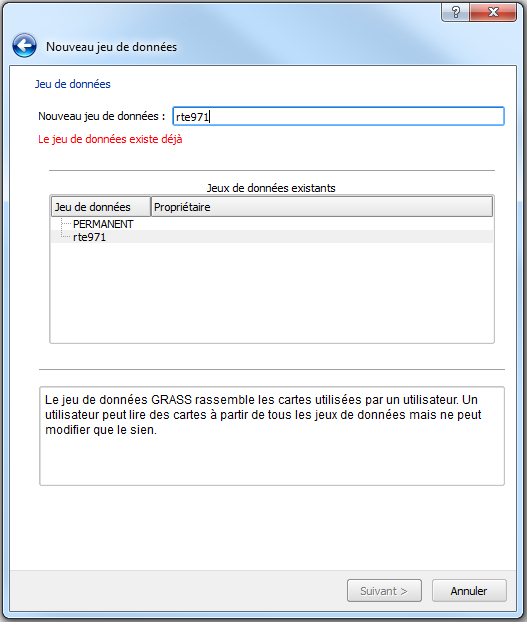 Nouveau jeu de données
Jeu de données
Nouveau jeu de données : rte971
Le jeu de données existe déjà
Jeux de données existants
Jeu de données Propriétaire
PERMANENT
rte971
Le jeu de données GRASS rassemble les cartes utilisées par un utilisateur. Un
utilisateur peut lire des cartes à partir de tous les jeux de données mais ne peut
modifier que le sien.
Suivant > Annuler